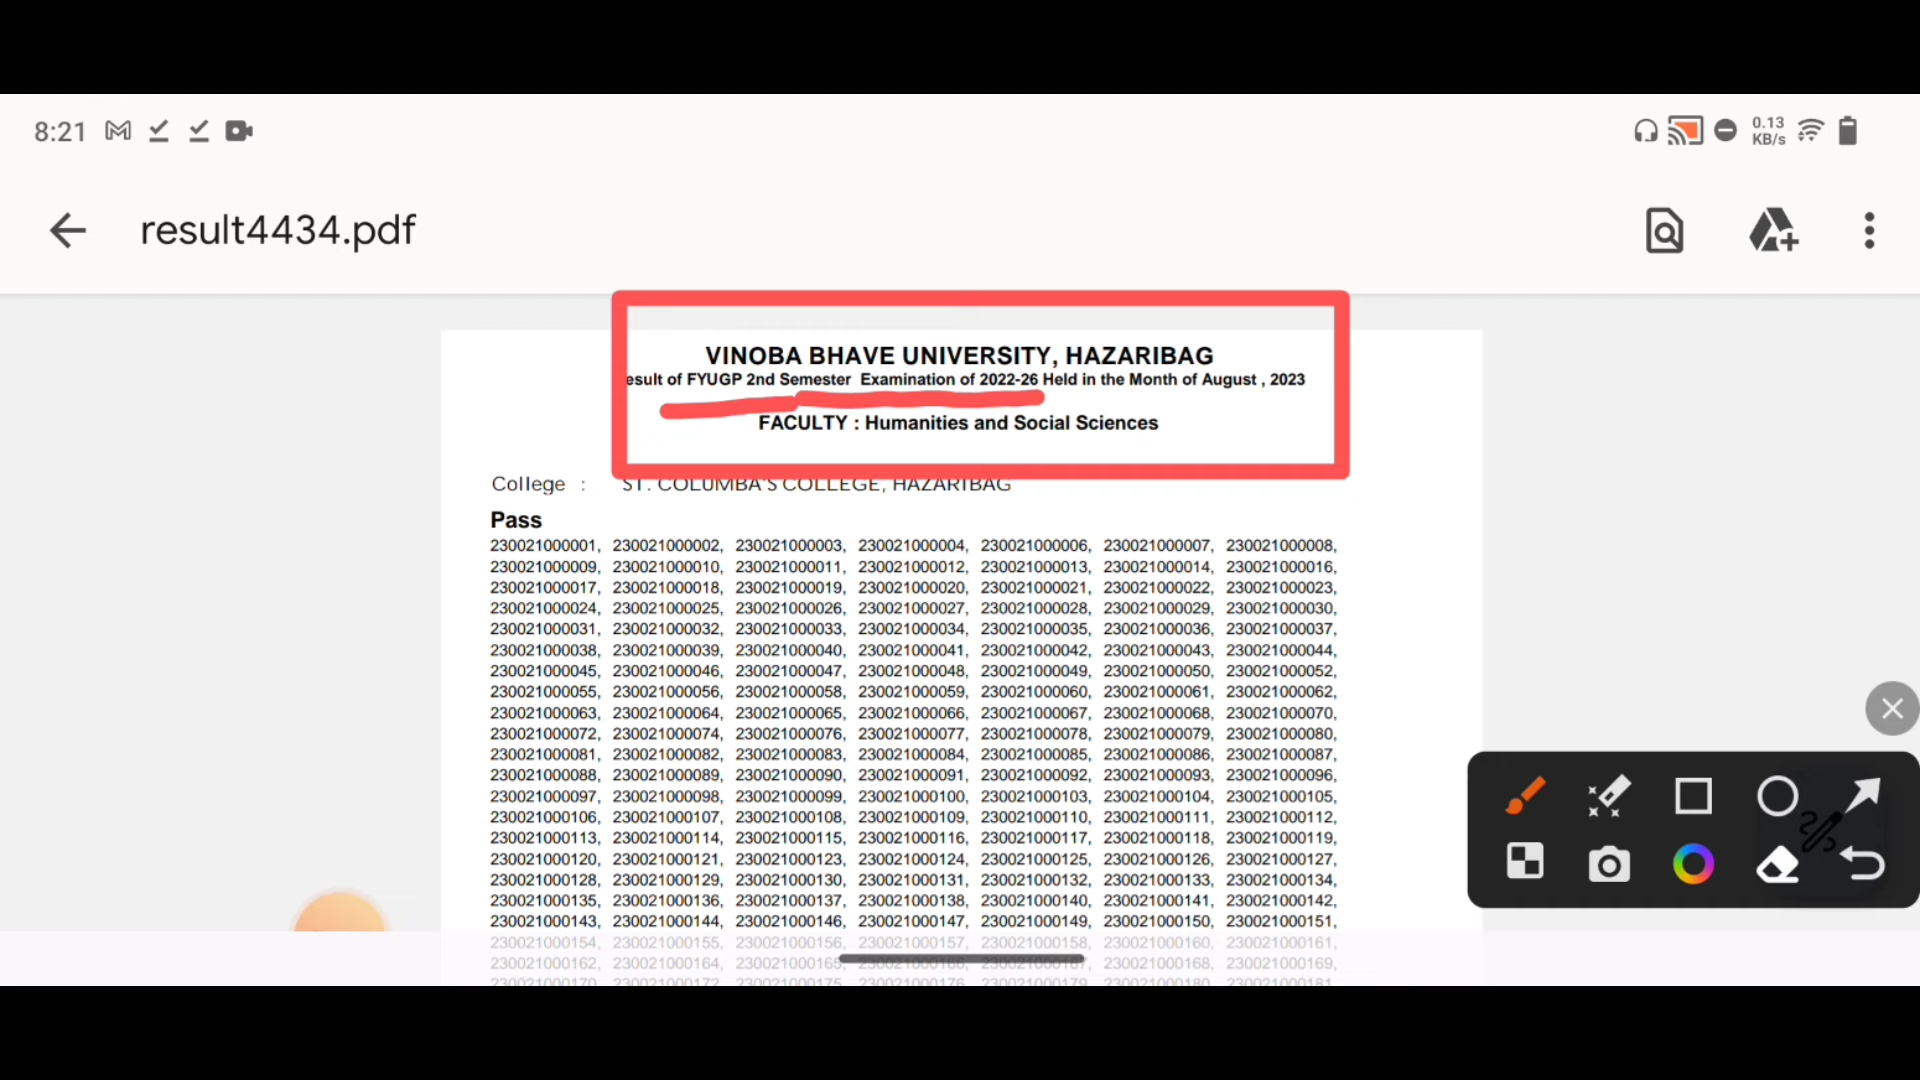 8:21
0.13
KB/s
result4434.pdf
VINOBA BHAVE UNIVERSITY, HAZARIBAG
esult of FYUGP 2nd Semester Examination of 2022-26 Held in the Month of August , 2023
FACULTY : Humanities and Social Sciences
College : ST. COLUMBA'S COLLEGE, HAZARIBAG
Pass
230021000001, 230021000002, 230021000003, 230021000004, 230021000006, 230021000007, 230021000008,
230021000009, 230021000010, 230021000011, 230021000012, 230021000013, 230021000014, 230021000016,
230021000017, 230021000018, 230021000019, 230021000020, 230021000021, 230021000022, 230021000023,
230021000024, 230021000025, 230021000026, 230021000027, 230021000028, 230021000029, 230021000030,
230021000031, 230021000032, 230021000033, 230021000034, 230021000035, 230021000036, 230021000037,
230021000038, 230021000039, 230021000040, 230021000041, 230021000042, 230021000043, 230021000044,
230021000045, 230021000046, 230021000047, 230021000048, 230021000049, 230021000050, 230021000052,
230021000055, 230021000056, 230021000058, 230021000059, 230021000060, 230021000061, 230021000062,
230021000063, 230021000064, 230021000065, 230021000066, 230021000067, 230021000068, 230021000070,
230021000072, 230021000074, 230021000076, 230021000077, 230021000078, 230021000079, 230021000080,
230021000081, 230021000082, 230021000083, 230021000084, 230021000085, 230021000086, 230021000087,
230021000088, 230021000089, 230021000090, 230021000091, 230021000092, 230021000093, 230021000096,
230021000097, 230021000098, 230021000099, 230021000100, 230021000103, 230021000104, 230021000105,
230021000106, 230021000107, 230021000108, 230021000109, 230021000110, 230021000111, 230021000112,
230021000113, 230021000114, 230021000115, 230021000116, 230021000117, 230021000118, 230021000119,
230021000120, 230021000121, 230021000123, 230021000124, 230021000125, 230021000126, 230021000127,
230021000128, 230021000129, 230021000130, 230021000131, 230021000132, 230021000133, 230021000134,
230021000135, 230021000136, 230021000137, 230021000138, 230021000140, 230021000141, 230021000142,
230021000143, 230021000144, 230021000146, 230021000147, 230021000149, 230021000150, 230021000151,
230021000154, 230021000155, 230021000156, 230021000157, 230021000158, 230021000160, 230021000161,
230021000162, 230021000164, 230021000165, 230021000166, 230021000167, 230021000168, 230021000169,